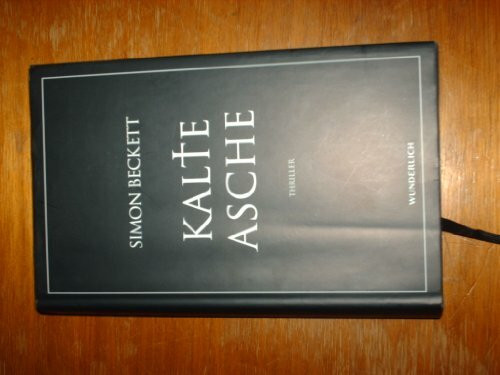 SIMON BECKETT
KALTE
ASCHE
THRILLER
WUNDERLICH